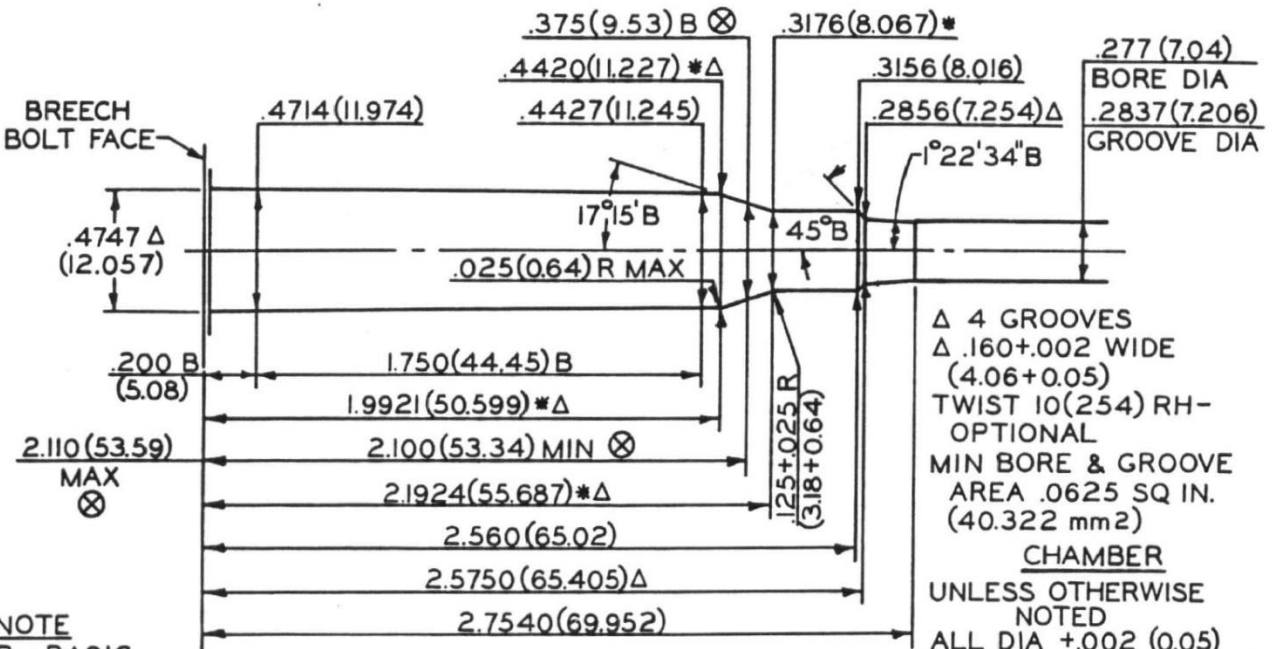 .375(9.53) B ⊗
.3176(8.067)*
.4420(11.227) *Δ
.3156(8.016)
.277 (7.04)
BORE DIA
BREECH
BOLT FACE
.4714(11.974)
.4427(11.245)
.2856(7.254)Δ
.2837(7.206)
GROOVE DIA
1°22'34"B
17°15'B
45°B
.4747 Δ
(12.057)
.025(0.64) R MAX
.200 B
(5.08)
1.750(44.45) B
1.9921(50.599)*Δ
2.110(53.59)
MAX
⊗
2.100(53.34) MIN ⊗
2.1924(55.687)*Δ
.125+.025 R
(3.18+0.64)
2.560(65.02)
2.5750(65.405)Δ
2.7540(69.952)
Δ 4 GROOVES
Δ .160+.002 WIDE
(4.06+0.05)
TWIST 10(254) RH-
OPTIONAL
MIN BORE & GROOVE
AREA .0625 SQ IN.
(40.322 mm2)
CHAMBER
UNLESS OTHERWISE
NOTED
ALL DIA +.002 (0.05)
NOTE